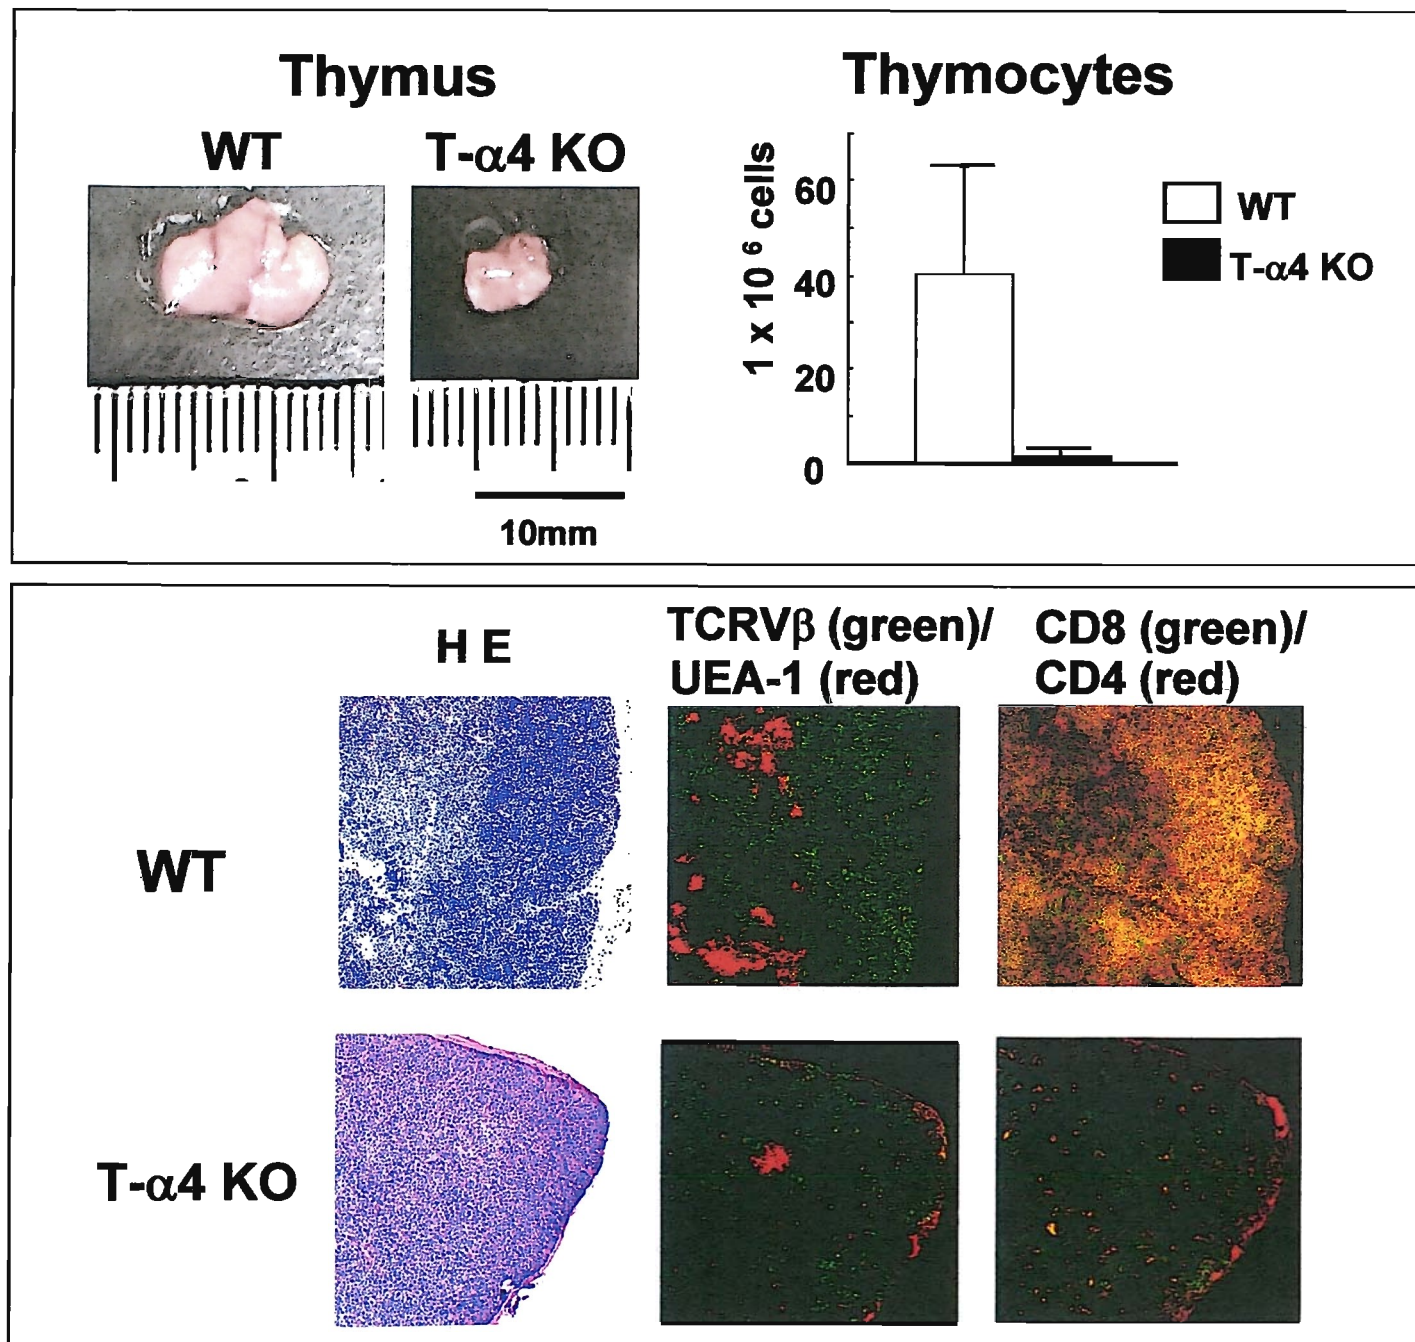 Thymus
WT
T-α4 KO
10mm
Thymocytes
1 x 10 6 cells
60
40
20
0
WT
T-α4 KO
H E
TCRVβ (green)/
UEA-1 (red)
CD8 (green)/
CD4 (red)
WT
T-α4 KO